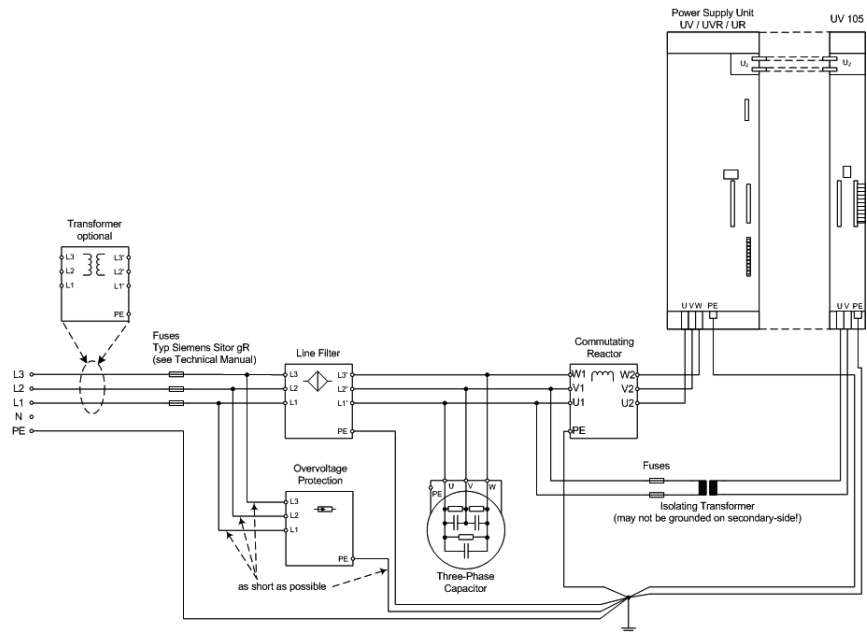 Power Supply Unit
UV / UVR / UR
UV 105
U2
U2
Transformer
optional
L3 L3'
L2 L2'
L1 L1'
PE
U V W PE
U V PE
Fuses
Typ Siemens Sitor gR
(see Technical Manual)
Line Filter
Commutating
Reactor
L3
L2
L1
N
PE
L3 L3'
L2 L2'
L1 L1'
PE
W1 W2
V1 V2
U1 U2
PE
Overvoltage
Protection
L3
L2
L1
PE
as short as possible
PE U V W
Three-Phase
Capacitor
Fuses
Isolating Transformer
(may not be grounded on secondary-side!)